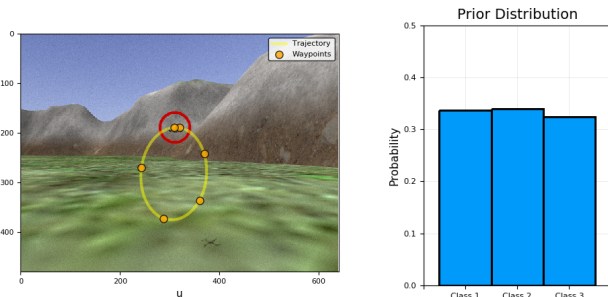 Prior Distribution
Trajectory
Waypoints
0
100
200
300
400
0
200
400
600
u
0.5
0.4
0.3
0.2
0.1
0.0
Probability
Class 1
Class 2
Class 3